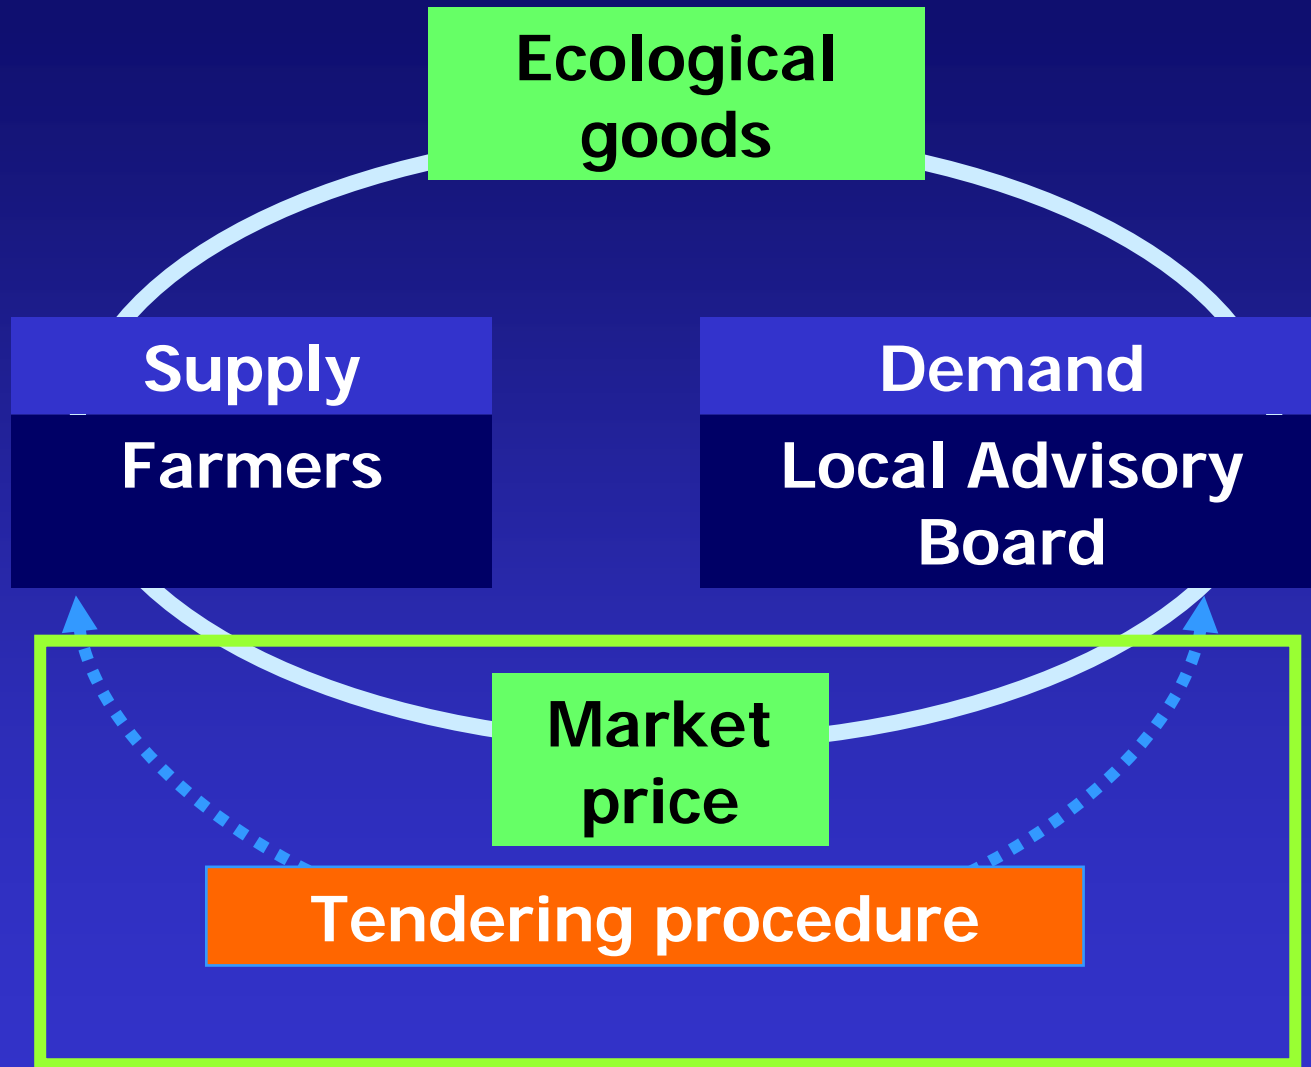 Ecological
goods
Supply
Farmers
Demand
Local Advisory
Board
Market
price
Tendering procedure